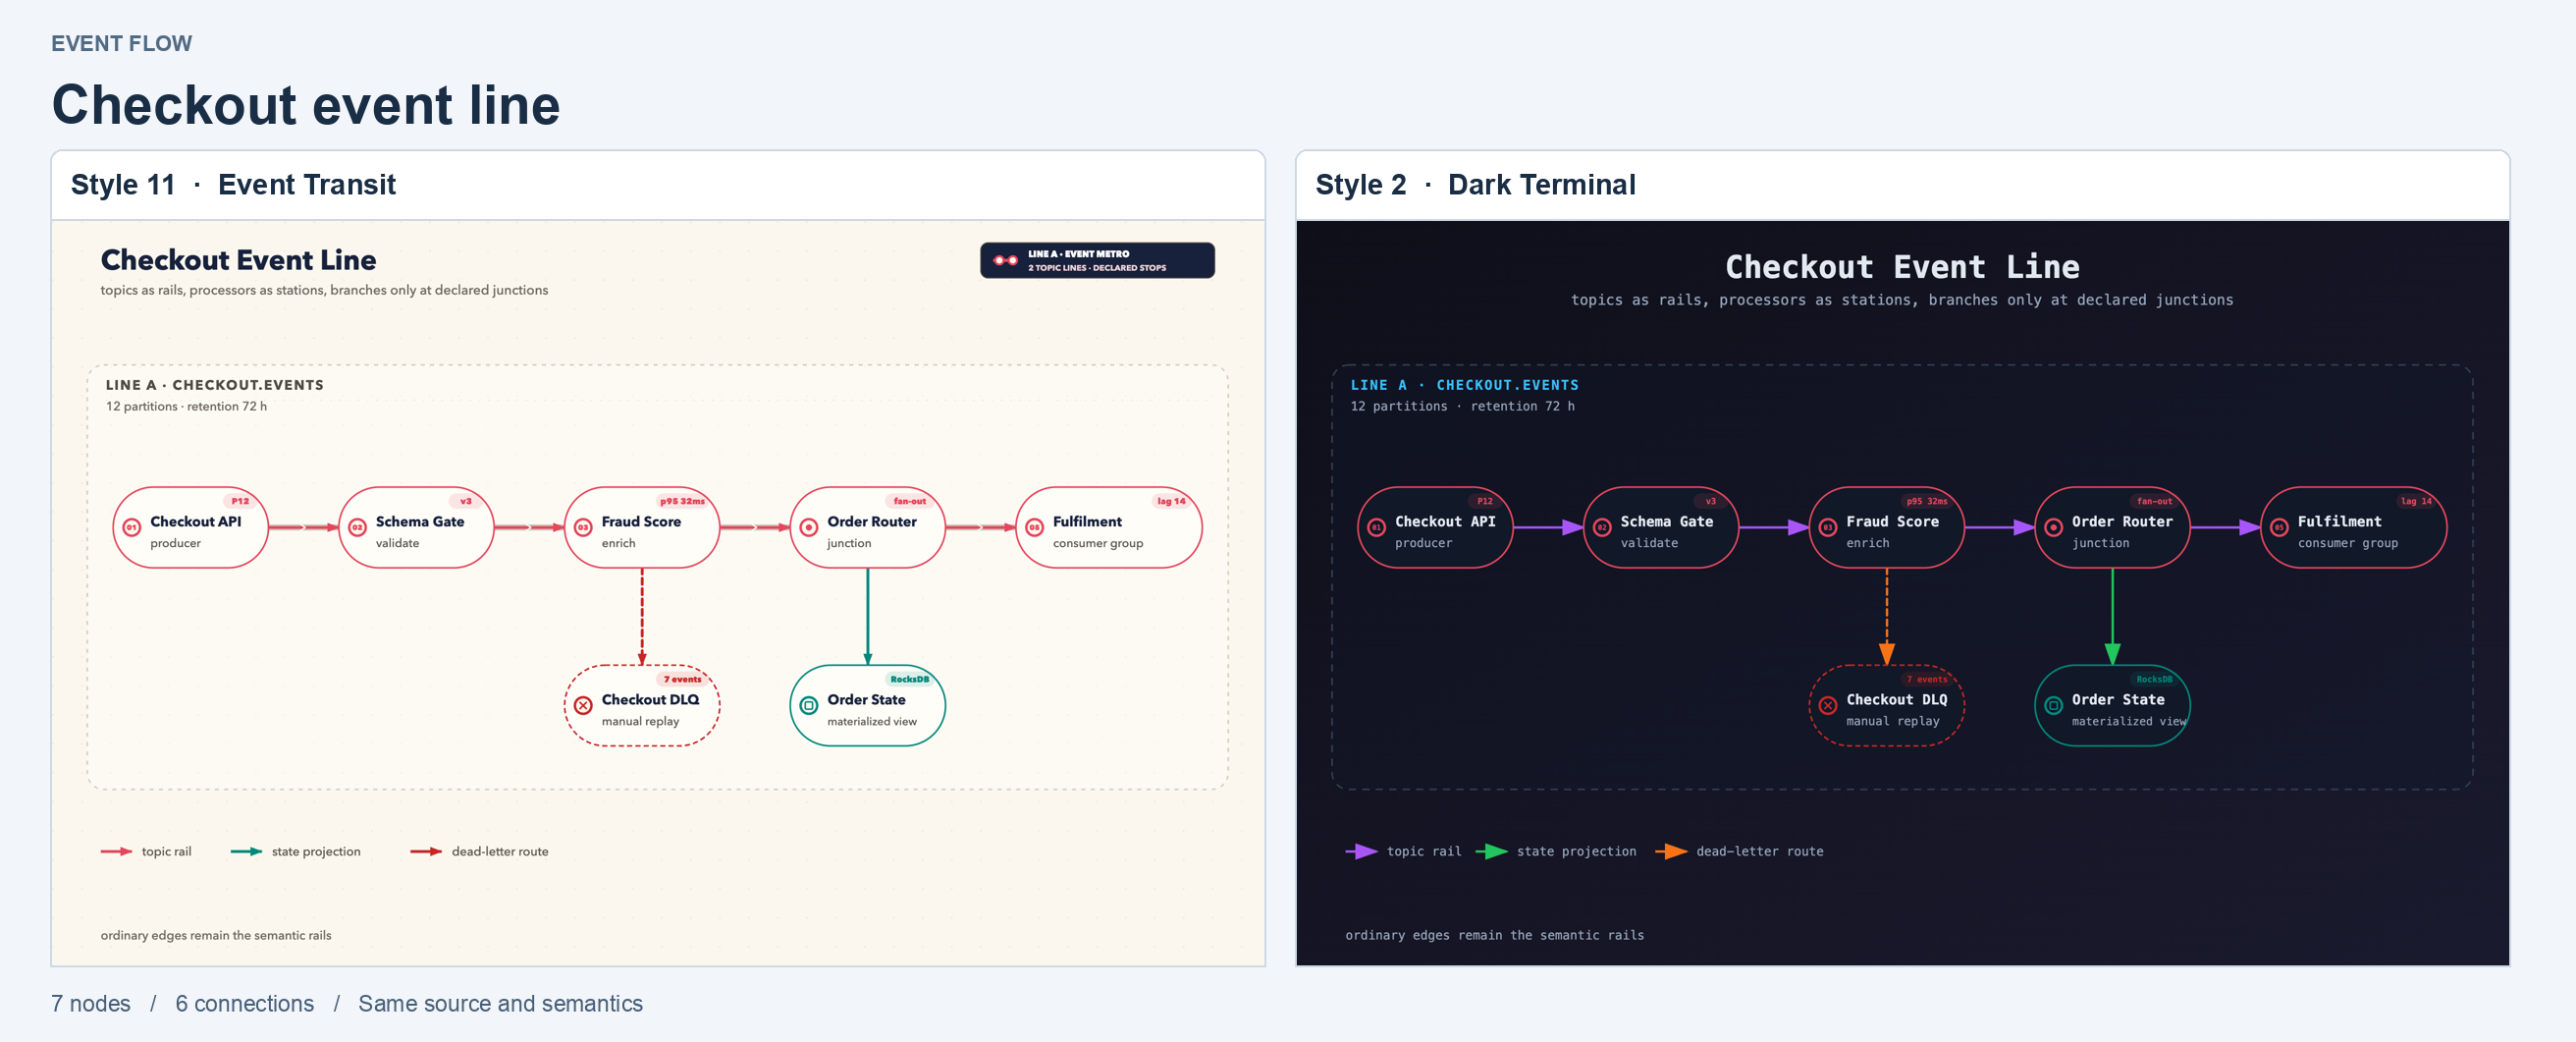 EVENT FLOW
Checkout event line
Style 11 · Event Transit
Checkout Event Line
topics as rails, processors as stations, branches only at declared junctions
LINE A · EVENT METRO
2 TOPIC LINES · DECLARED STOPS
LINE A · CHECKOUT.EVENTS
12 partitions · retention 72 h
P12
01
Checkout API
producer
v3
02
Schema Gate
validate
p95 32ms
03
Fraud Score
enrich
fan-out
Order Router
junction
lag 14
05
Fulfilment
consumer group
7 events
Checkout DLQ
manual replay
RocksDB
Order State
materialized view
topic rail
state projection
dead-letter route
ordinary edges remain the semantic rails
Style 2 · Dark Terminal
Checkout Event Line
topics as rails, processors as stations, branches only at declared junctions
LINE A · CHECKOUT.EVENTS
12 partitions · retention 72 h
P12
01
Checkout API
producer
v3
02
Schema Gate
validate
p95 32ms
03
Fraud Score
enrich
fan-out
Order Router
junction
lag 14
05
Fulfilment
consumer group
7 events
Checkout DLQ
manual replay
RocksDB
Order State
materialized view
topic rail
state projection
dead-letter route
ordinary edges remain the semantic rails
7 nodes / 6 connections / Same source and semantics